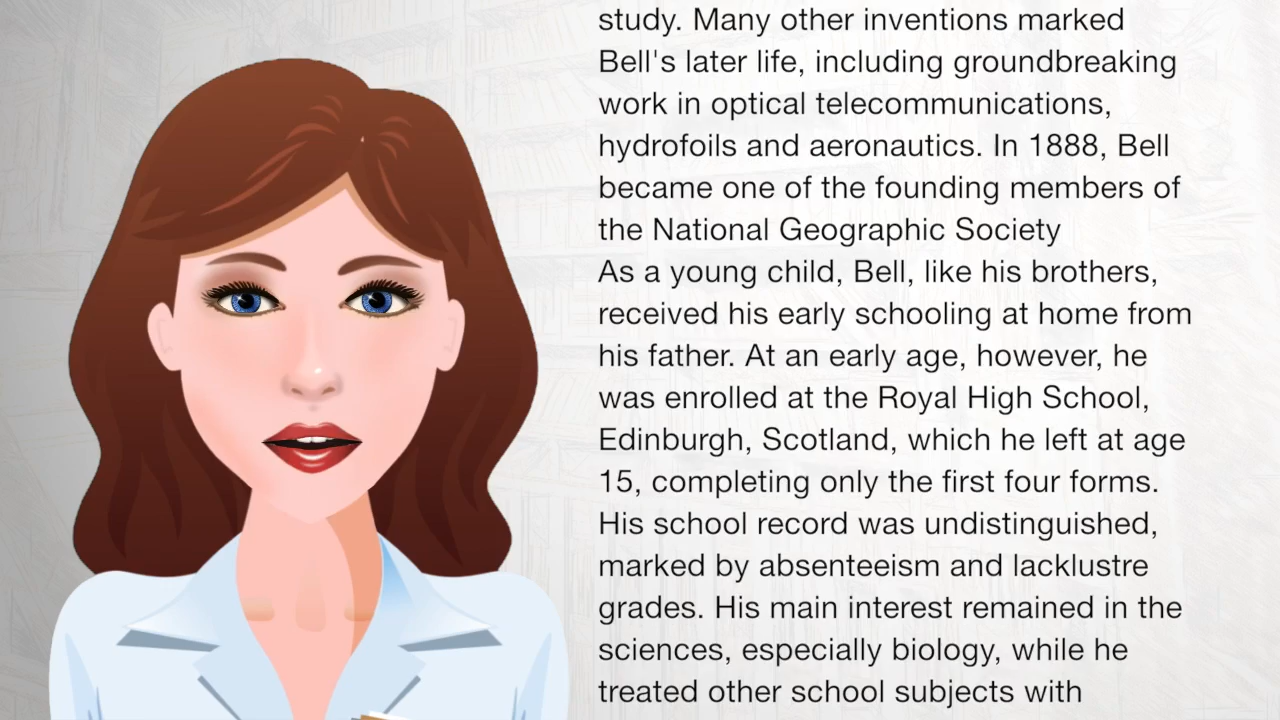 study. Many other inventions marked
Bell's later life, including groundbreaking
work in optical telecommunications,
hydrofoils and aeronautics. In 1888, Bell
became one of the founding members of
the National Geographic Society
As a young child, Bell, like his brothers,
received his early schooling at home from
his father. At an early age, however, he
was enrolled at the Royal High School,
Edinburgh, Scotland, which he left at age
15, completing only the first four forms.
His school record was undistinguished,
marked by absenteeism and lacklustre
grades. His main interest remained in the
sciences, especially biology, while he
treated other school subjects with